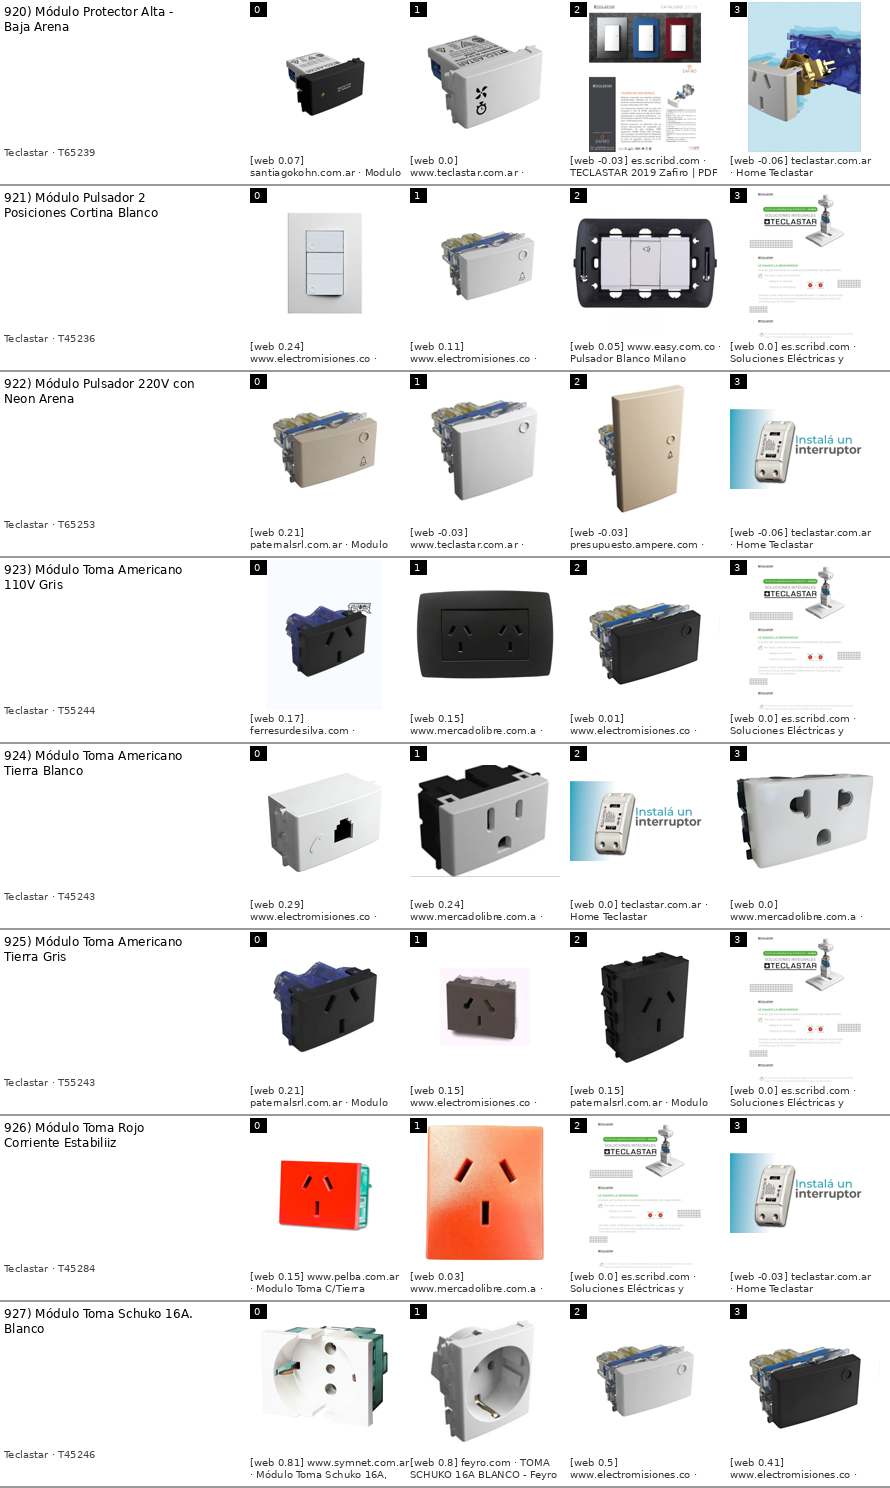 920) Módulo Protector Alta -
Baja Arena
Teclastar · T65239
0
[web 0.07]
santiagokohn.com.ar · Modulo
1
[web 0.0]
www.teclastar.com.ar ·
2
[web -0.03] es.scribd.com ·
TECLASTAR 2019 Zafiro | PDF
3
[web -0.06] teclastar.com.ar
· Home Teclastar
921) Módulo Pulsador 2
Posiciones Cortina Blanco
Teclastar · T45236
0
[web 0.24]
www.electromisiones.co ·
1
[web 0.11]
www.electromisiones.co ·
2
[web 0.05] www.easy.com.co ·
Pulsador Blanco Milano
3
TECLASTAR
[web 0.0] es.scribd.com ·
Soluciones Eléctricas y
922) Módulo Pulsador 220V con
Neon Arena
Teclastar · T65253
0
[web 0.21]
paternalsrl.com.ar · Modulo
1
[web -0.03]
www.teclastar.com.ar ·
2
[web -0.03]
presupuesto.ampere.com ·
3
Instalá un
interruptor
[web -0.06] teclastar.com.ar
· Home Teclastar
923) Módulo Toma Americano
110V Gris
Teclastar · T55244
0
[web 0.17]
ferresurdesilva.com ·
1
[web 0.15]
www.mercadolibre.com.a ·
2
[web 0.01]
www.electromisiones.co ·
3
TECLASTAR
[web 0.0] es.scribd.com ·
Soluciones Eléctricas y
924) Módulo Toma Americano
Tierra Blanco
Teclastar · T45243
0
[web 0.29]
www.electromisiones.co ·
1
[web 0.24]
www.mercadolibre.com.a ·
2
Instalá un
interruptor
[web 0.0] teclastar.com.ar ·
Home Teclastar
3
[web 0.0]
www.mercadolibre.com.a ·
925) Módulo Toma Americano
Tierra Gris
Teclastar · T55243
0
[web 0.21]
paternalsrl.com.ar · Modulo
1
[web 0.15]
www.electromisiones.co ·
2
[web 0.15]
paternalsrl.com.ar · Modulo
3
TECLASTAR
[web 0.0] es.scribd.com ·
Soluciones Eléctricas y
926) Módulo Toma Rojo
Corriente Estabiliiz
Teclastar · T45284
0
[web 0.15] www.pelba.com.ar
· Modulo Toma C/Tierra
1
[web 0.03]
www.mercadolibre.com.a ·
2
TECLASTAR
[web 0.0] es.scribd.com ·
Soluciones Eléctricas y
3
Instalá un
interruptor
[web -0.03] teclastar.com.ar
· Home Teclastar
927) Módulo Toma Schuko 16A.
Blanco
Teclastar · T45246
0
[web 0.81] www.symnet.com.ar
· Módulo Toma Schuko 16A,
1
[web 0.8] feyro.com · TOMA
SCHUKO 16A BLANCO - Feyro
2
[web 0.5]
www.electromisiones.co ·
3
[web 0.41]
www.electromisiones.co ·